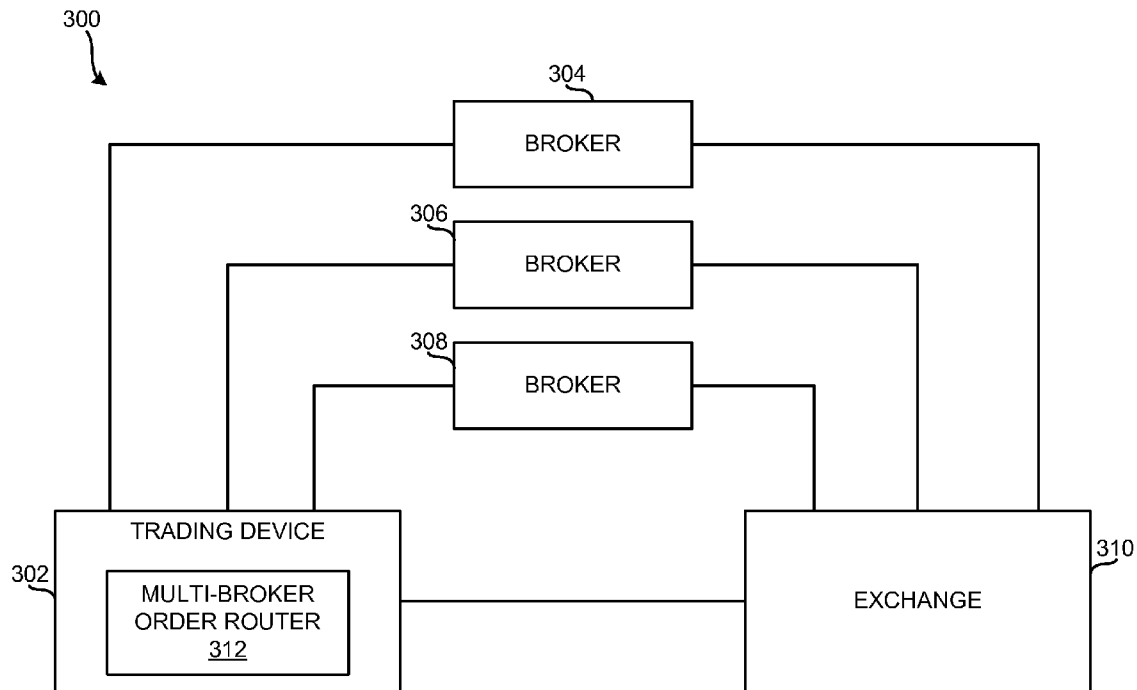 300
304
BROKER
306
BROKER
308
BROKER
TRADING DEVICE
302
MULTI-BROKER
ORDER ROUTER
312
EXCHANGE
310